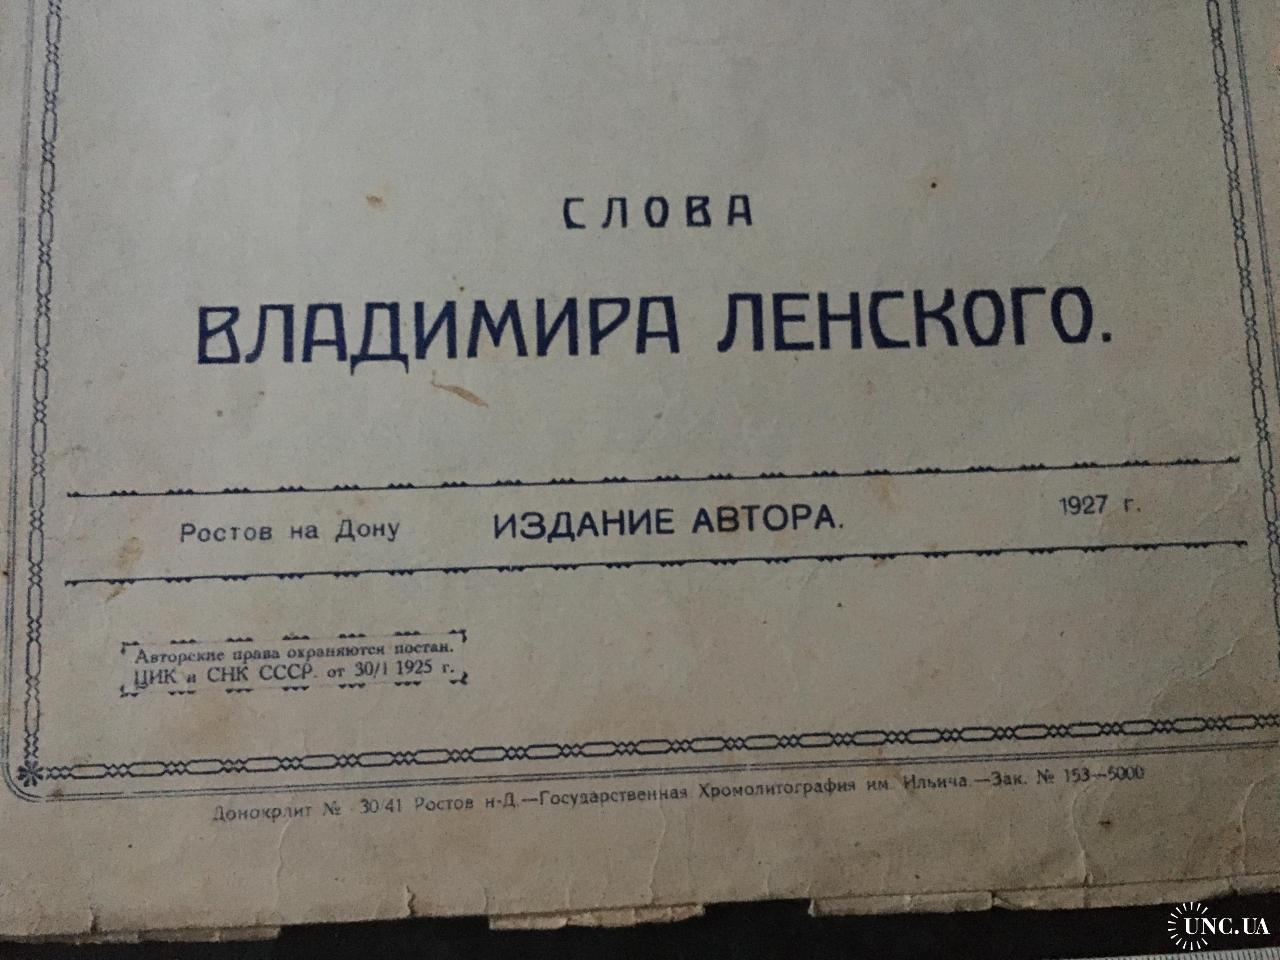 СЛОВА
ВЛАДИМИРА ЛЕНСКОГО.
Ростов на Дону ИЗДАНИЕ АВТОРА. 1927 г.
Авторские права охраняются постан.
ЦИК и СНК СССР. от 30/I 1925 г.
Донокрлит № 30/41 Ростов н-Д.—Государственная Хромолитография им. Ильича.—Зак. № 153—5000
UNC.UA